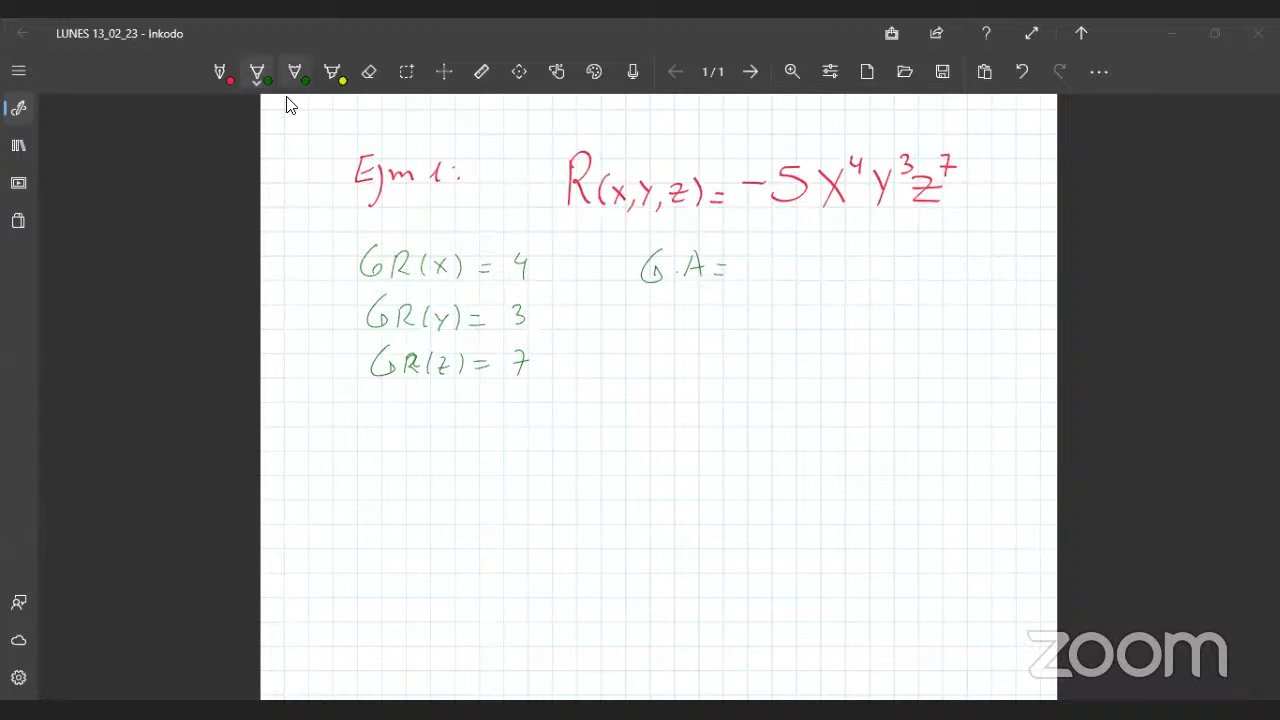 LUNES 13_02_23 - Inkodo
1 / 1
Ejm 1: R(x,y,z) = -5x⁴y³z⁷
GR(x) = 4 G.A =
GR(y) = 3
GR(z) = 7
zoom